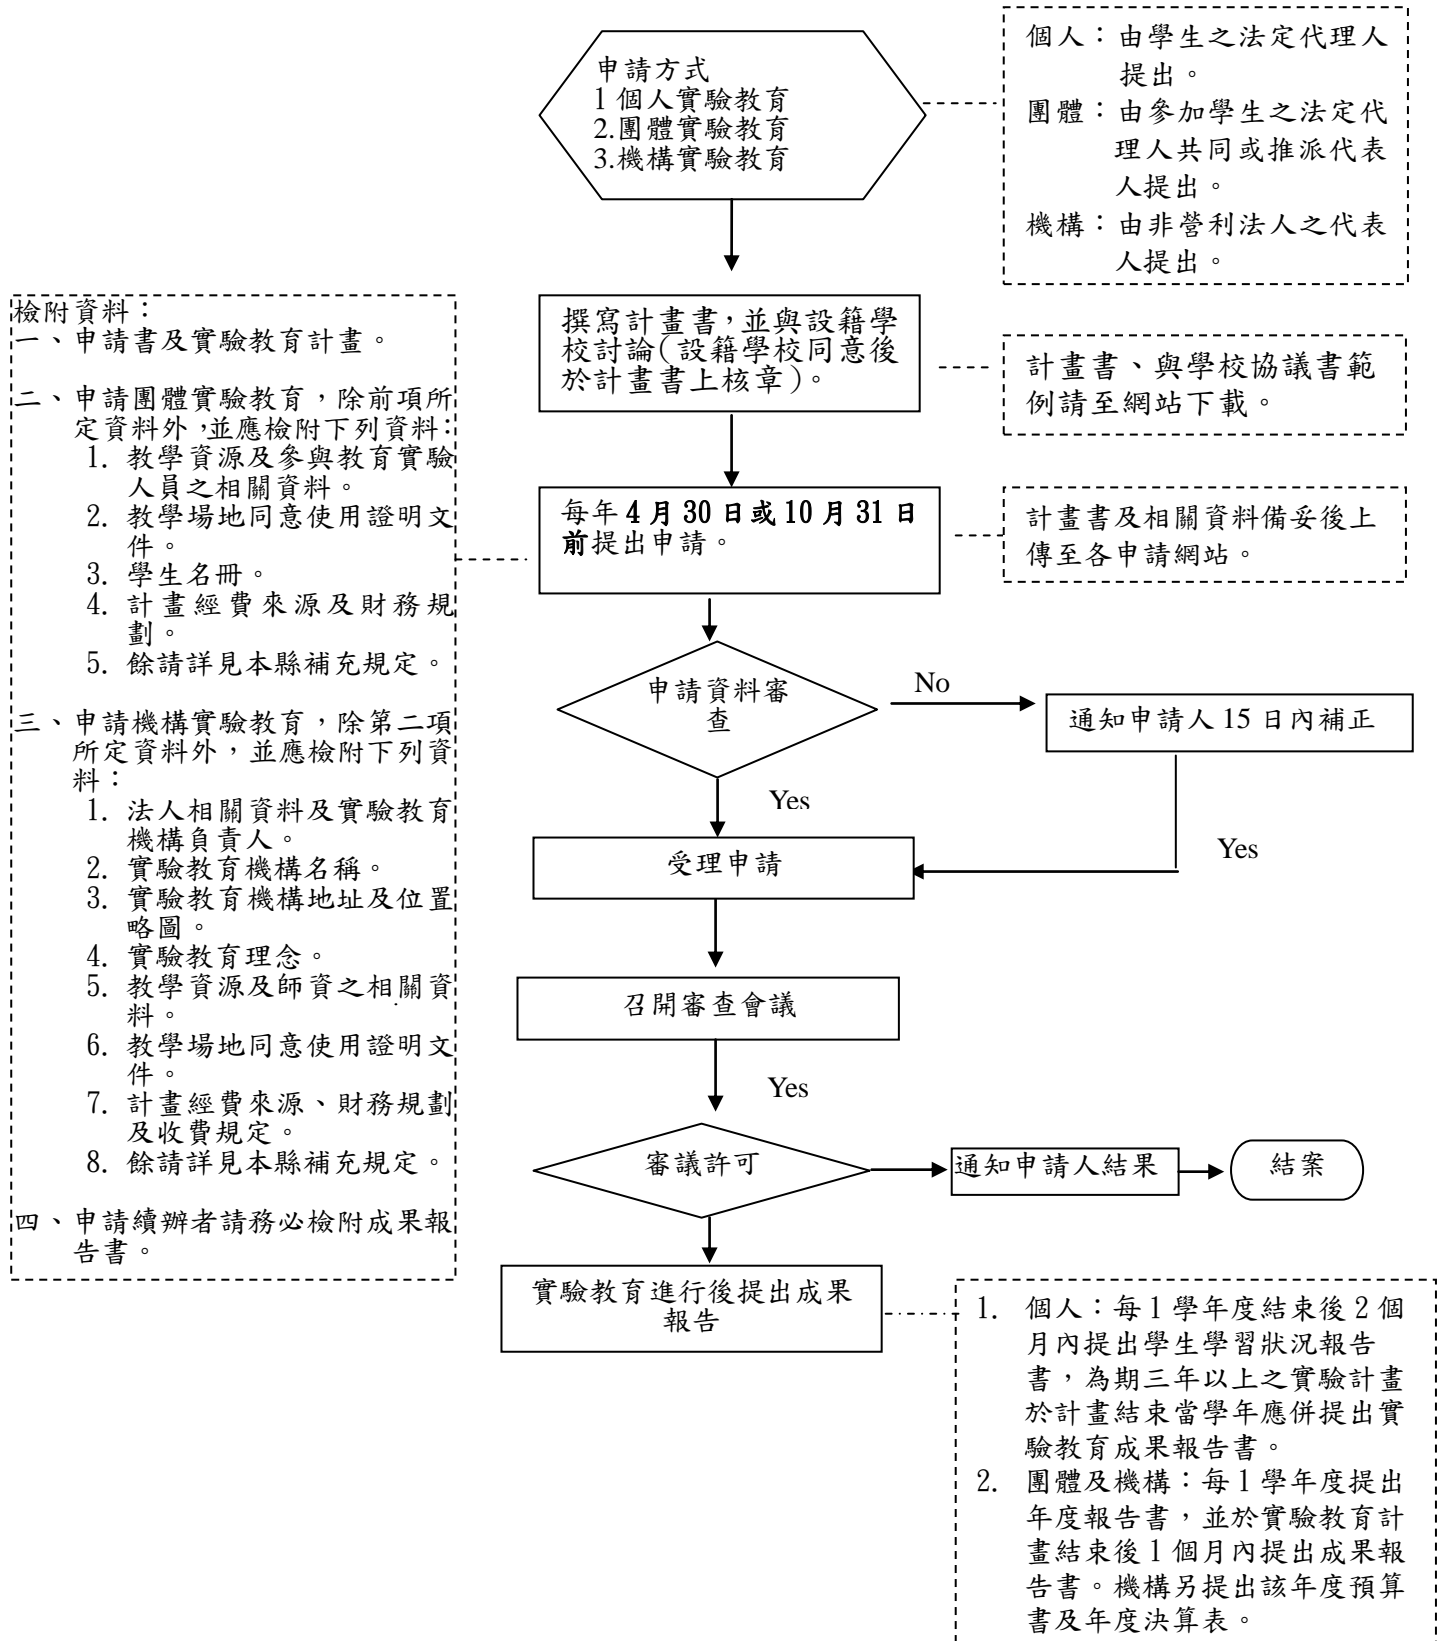 申請方式
1 個人實驗教育
2.團體實驗教育
3.機構實驗教育
個人：由學生之法定代理人
提出。
團體：由參加學生之法定代
理人共同或推派代表
人提出。
機構：由非營利法人之代表
人提出。
撰寫計畫書，並與設籍學
校討論(設籍學校同意後
於計畫書上核章)。
計畫書、與學校協議書範
例請至網站下載。
每年 4 月 30 日或 10 月 31 日
前提出申請。
計畫書及相關資料備妥後上
傳至各申請網站。
檢附資料：
一、申請書及實驗教育計畫。
二、申請團體實驗教育，除前項所
定資料外，並應檢附下列資料：
1. 教學資源及參與教育實驗
人員之相關資料。
2. 教學場地同意使用證明文
件。
3. 學生名冊。
4. 計畫經費來源及財務規
劃。
5. 餘請詳見本縣補充規定。
三、申請機構實驗教育，除第二項
所定資料外，並應檢附下列資
料：
1. 法人相關資料及實驗教育
機構負責人。
2. 實驗教育機構名稱。
3. 實驗教育機構地址及位置
略圖。
4. 實驗教育理念。
5. 教學資源及師資之相關資
料。
6. 教學場地同意使用證明文
件。
7. 計畫經費來源、財務規劃
及收費規定。
8. 餘請詳見本縣補充規定。
四、申請續辦者請務必檢附成果報
告書。
申請資料審
查
No
通知申請人 15 日內補正
Yes
Yes
受理申請
召開審查會議
Yes
審議許可
通知申請人結果
結案
實驗教育進行後提出成果
報告
1. 個人：每 1 學年度結束後 2 個
月內提出學生學習狀況報告
書，為期三年以上之實驗計畫
於計畫結束當學年應併提出實
驗教育成果報告書。
2. 團體及機構：每 1 學年度提出
年度報告書，並於實驗教育計
畫結束後 1 個月內提出成果報
告書。機構另提出該年度預算
書及年度決算表。